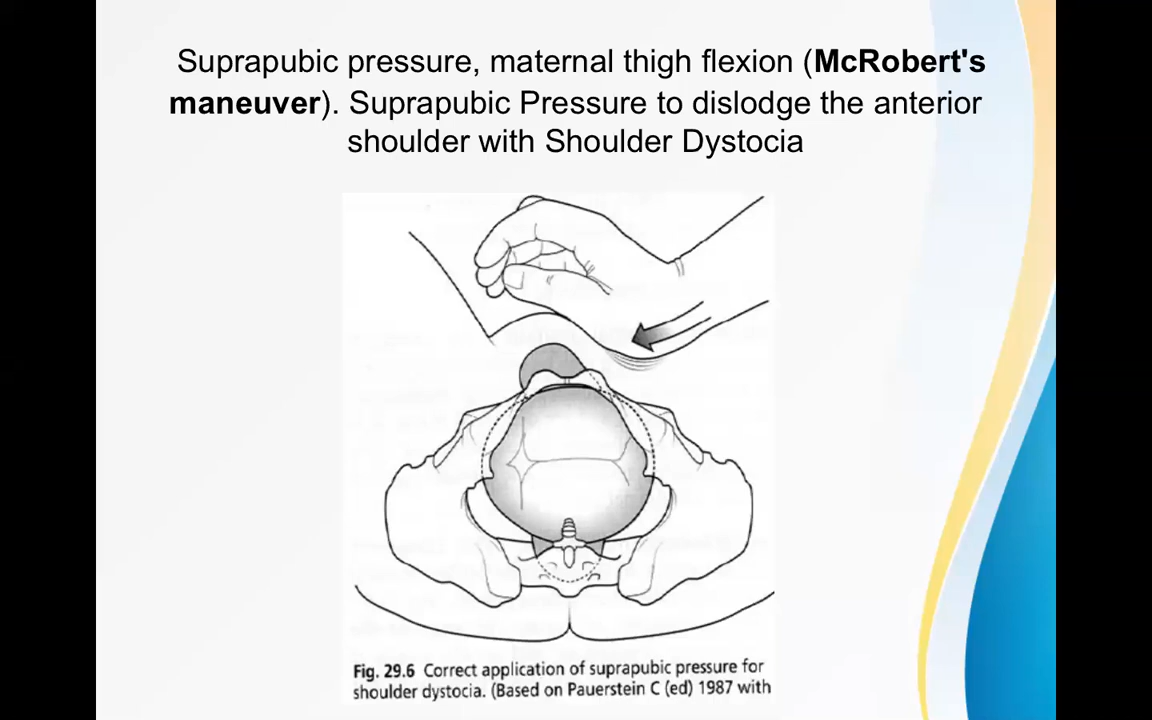 Suprapubic pressure, maternal thigh flexion (McRobert's
maneuver). Suprapubic Pressure to dislodge the anterior
shoulder with Shoulder Dystocia
Fig. 29.6 Correct application of suprapubic pressure for
shoulder dystocia. (Based on Pauerstein C (ed) 1987 with